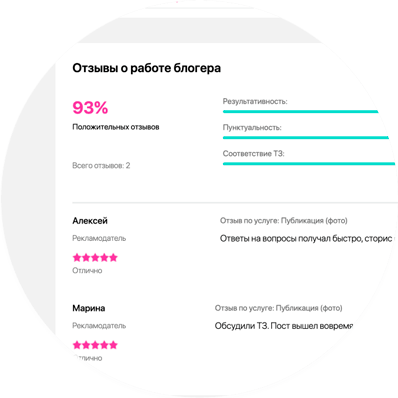 Отзывы о работе блогера
93%
Положительных отзывов
Всего отзывов: 2
Результативность:
Пунктуальность:
Соответствие ТЗ:
Алексей
Отзыв по услуге: Публикация (фото)
Рекламодатель
Ответы на вопросы получал быстро, сторис
Отлично
Марина
Отзыв по услуге: Публикация (фото)
Рекламодатель
Обсудили ТЗ. Пост вышел вовремя
Отлично